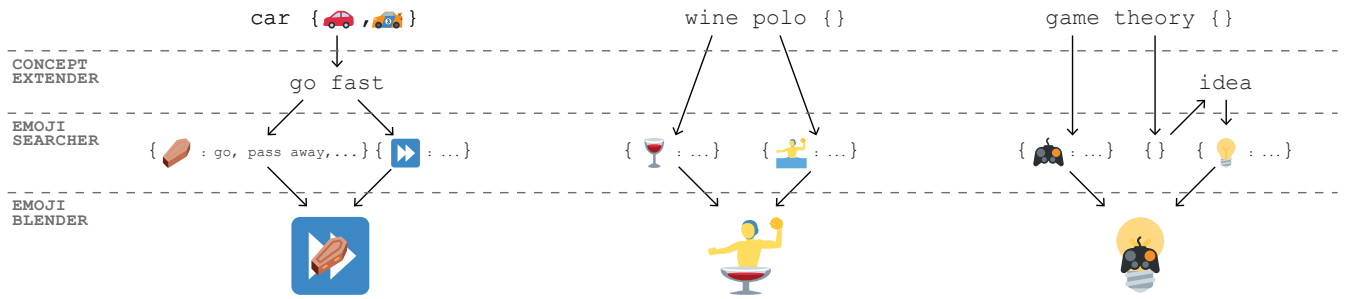 car { , }
wine polo {}
game theory {}
CONCEPT
EXTENDER
go fast
idea
EMOJI
SEARCHER
{ : go, pass away,...} { : ...}
{ : ...} { : ...}
{ : ...} {} { : ...}
EMOJI
BLENDER